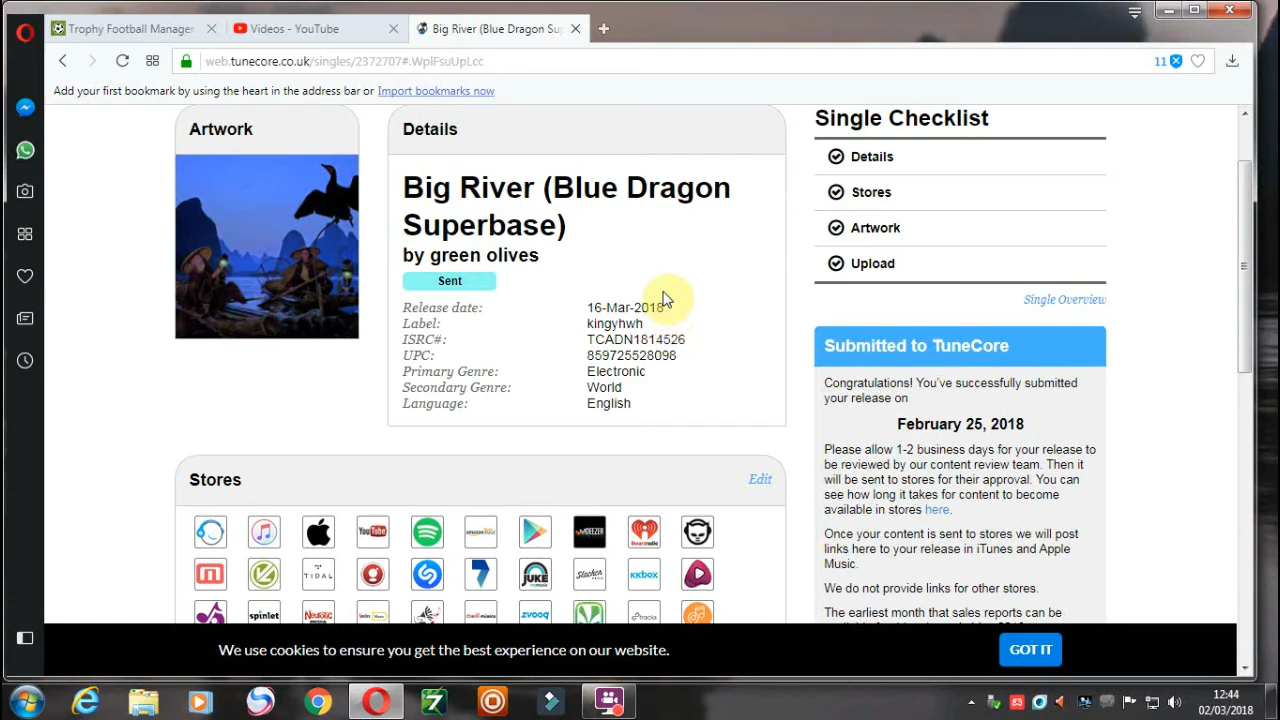 Trophy Football Manager
Videos - YouTube
Big River (Blue Dragon Sup
web.tunecore.co.uk/singles/2372707#.WplFsuUpLcc
11
Add your first bookmark by using the heart in the address bar or Import bookmarks now
Artwork
Details
Big River (Blue Dragon
Superbase)
by green olives
Sent
Release date: 16-Mar-2018
Label: kingyhwh
ISRC#: TCADN1814526
UPC: 859725528098
Primary Genre: Electronic
Secondary Genre: World
Language: English
Single Checklist
Details
Stores
Artwork
Upload
Single Overview
Submitted to TuneCore
Congratulations! You've successfully submitted
your release on
February 25, 2018
Please allow 1-2 business days for your release to
be reviewed by our content review team. Then it
will be sent to stores for their approval. You can
see how long it takes for content to become
available in stores here.
Once your content is sent to stores we will post
links here to your release in iTunes and Apple
Music.
We do not provide links for other stores.
The earliest month that sales reports can be
Stores
Edit
YouTube
DEEZER
iHeartRADIO
TIDAL
7
JUKE
Slacker
KKBOX
spinlet
zvooq
8tracks
We use cookies to ensure you get the best experience on our website.
GOT IT
12:44
02/03/2018